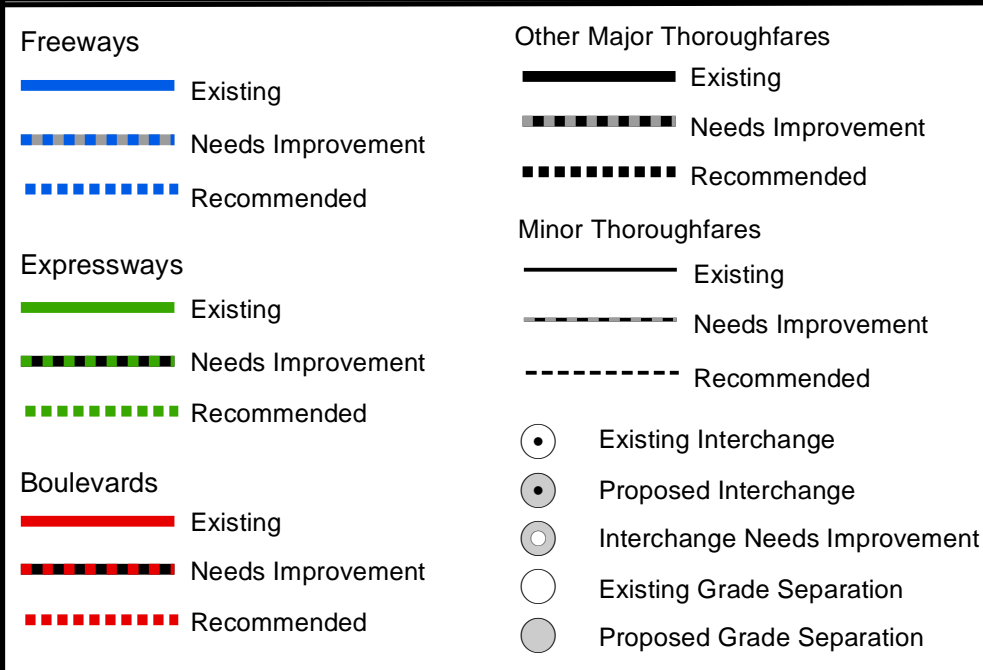 Freeways
Existing
Needs Improvement
Recommended
Expressways
Existing
Needs Improvement
Recommended
Boulevards
Existing
Needs Improvement
Recommended
Other Major Thoroughfares
Existing
Needs Improvement
Recommended
Minor Thoroughfares
Existing
Needs Improvement
Recommended
Existing Interchange
Proposed Interchange
Interchange Needs Improvement
Existing Grade Separation
Proposed Grade Separation